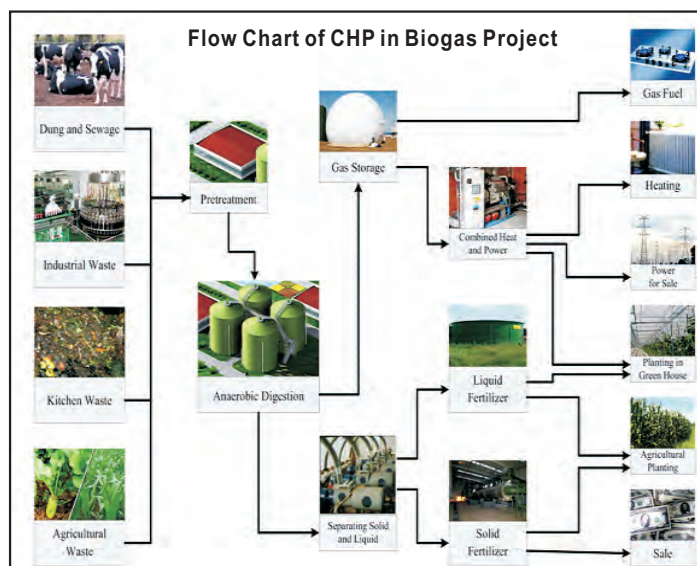 Flow Chart of CHP in Biogas Project
Dung and Sewage
Industrial Waste
Kitchen Waste
Agricultural
Waste
Pretreatment
Anaerobic Digestion
Gas Storage
Separating Solid
and Liquid
Combined Heat
and Power
Liquid
Fertilizer
Solid
Fertilizer
Gas Fuel
Heating
Power
for Sale
Planting in
Green House
Agricultural
Planting
Sale